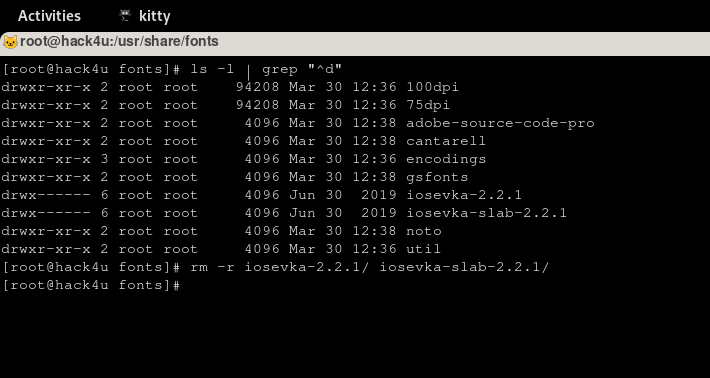 Activities kitty
root@hack4u:/usr/share/fonts
[root@hack4u fonts]# ls -l | grep "^d"
drwxr-xr-x 2 root root    94208 Mar 30 12:36 100dpi
drwxr-xr-x 2 root root    94208 Mar 30 12:36 75dpi
drwxr-xr-x 2 root root     4096 Mar 30 12:38 adobe-source-code-pro
drwxr-xr-x 2 root root     4096 Mar 30 12:38 cantarell
drwxr-xr-x 3 root root     4096 Mar 30 12:36 encodings
drwxr-xr-x 2 root root     4096 Mar 30 12:38 gsfonts
drwx------ 6 root root     4096 Jun 30  2019 iosevka-2.2.1
drwx------ 6 root root     4096 Jun 30  2019 iosevka-slab-2.2.1
drwxr-xr-x 2 root root     4096 Mar 30 12:38 noto
drwxr-xr-x 2 root root     4096 Mar 30 12:36 util
[root@hack4u fonts]# rm -r iosevka-2.2.1/ iosevka-slab-2.2.1/
[root@hack4u fonts]#